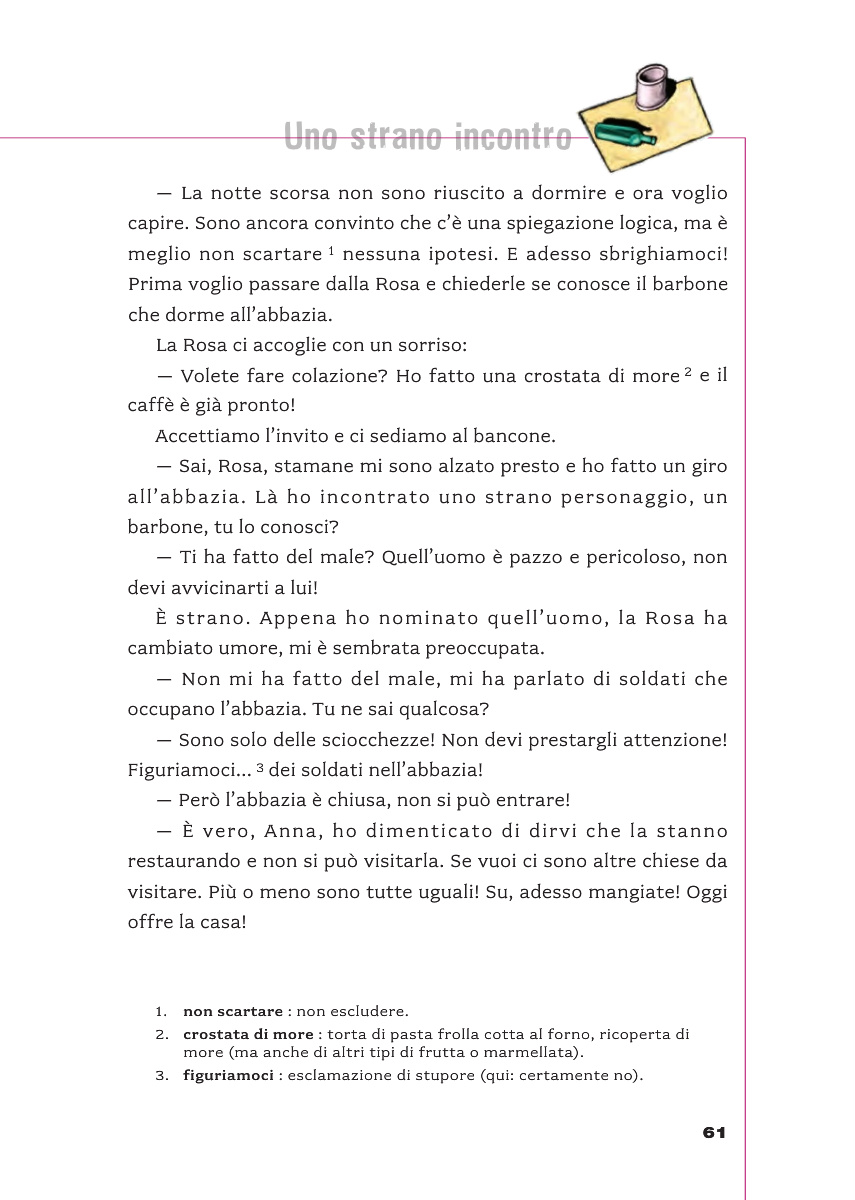 Uno strano incontro
— La notte scorsa non sono riuscito a dormire e ora voglio
capire. Sono ancora convinto che c’è una spiegazione logica, ma è
meglio non scartare ¹ nessuna ipotesi. E adesso sbrighiamoci!
Prima voglio passare dalla Rosa e chiederle se conosce il barbone
che dorme all’abbazia.
La Rosa ci accoglie con un sorriso:
— Volete fare colazione? Ho fatto una crostata di more ² e il
caffè è già pronto!
Accettiamo l’invito e ci sediamo al bancone.
— Sai, Rosa, stamane mi sono alzato presto e ho fatto un giro
all’abbazia. Là ho incontrato uno strano personaggio, un
barbone, tu lo conosci?
— Ti ha fatto del male? Quell’uomo è pazzo e pericoloso, non
devi avvicinarti a lui!
È strano. Appena ho nominato quell’uomo, la Rosa ha
cambiato umore, mi è sembrata preoccupata.
— Non mi ha fatto del male, mi ha parlato di soldati che
occupano l’abbazia. Tu ne sai qualcosa?
— Sono solo delle sciocchezze! Non devi prestargli attenzione!
Figuriamoci... ³ dei soldati nell’abbazia!
— Però l’abbazia è chiusa, non si può entrare!
— È vero, Anna, ho dimenticato di dirvi che la stanno
restaurando e non si può visitarla. Se vuoi ci sono altre chiese da
visitare. Più o meno sono tutte uguali! Su, adesso mangiate! Oggi
offre la casa!
1. non scartare : non escludere.
2. crostata di more : torta di pasta frolla cotta al forno, ricoperta di
more (ma anche di altri tipi di frutta o marmellata).
3. figuriamoci : esclamazione di stupore (qui: certamente no).
61